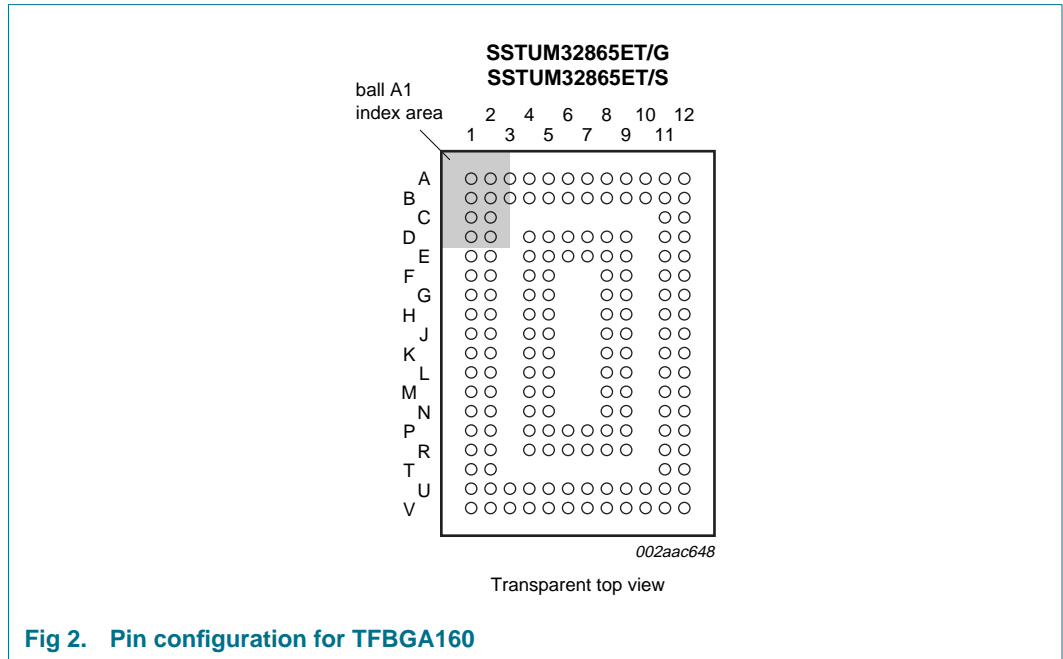 SSTUM32865ET/G
SSTUM32865ET/S
ball A1
index area
2 4 6 8 10 12
1 3 5 7 9 11
A
B
C
D
E
F
G
H
J
K
L
M
N
P
R
T
U
V
002aac648
Transparent top view
Fig 2. Pin configuration for TFBGA160